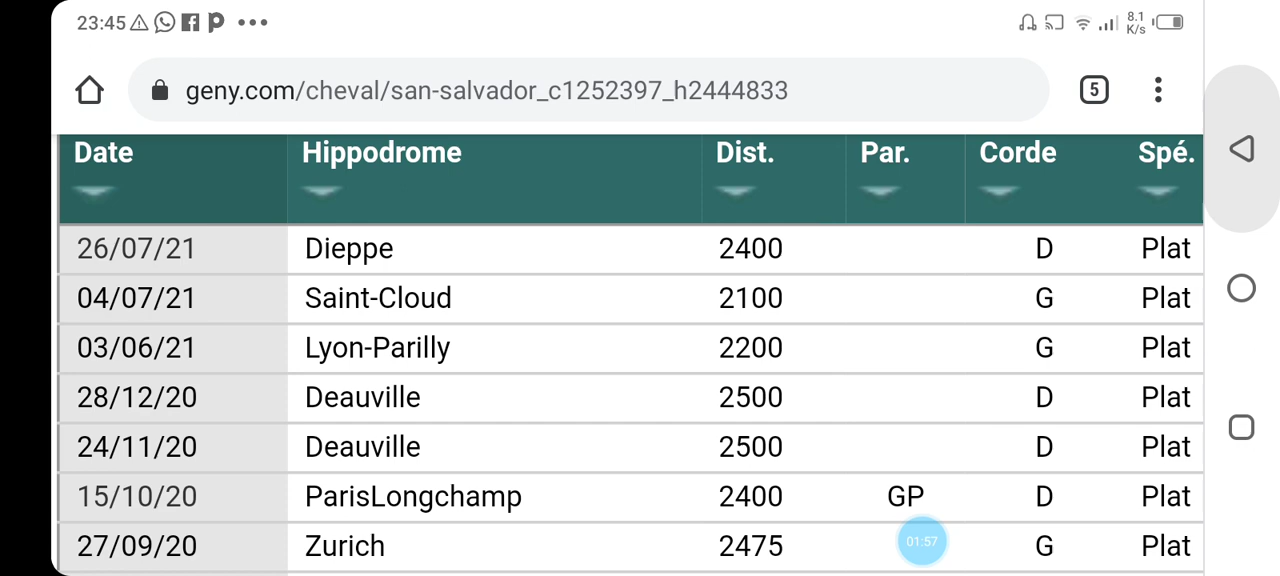 23:45 8.1 K/s
geny.com/cheval/san-salvador_c1252397_h2444833 5
Date Hippodrome Dist. Par. Corde Spé.
26/07/21 Dieppe 2400 D Plat
04/07/21 Saint-Cloud 2100 G Plat
03/06/21 Lyon-Parilly 2200 G Plat
28/12/20 Deauville 2500 D Plat
24/11/20 Deauville 2500 D Plat
15/10/20 ParisLongchamp 2400 GP D Plat
27/09/20 Zurich 2475 01:57 G Plat